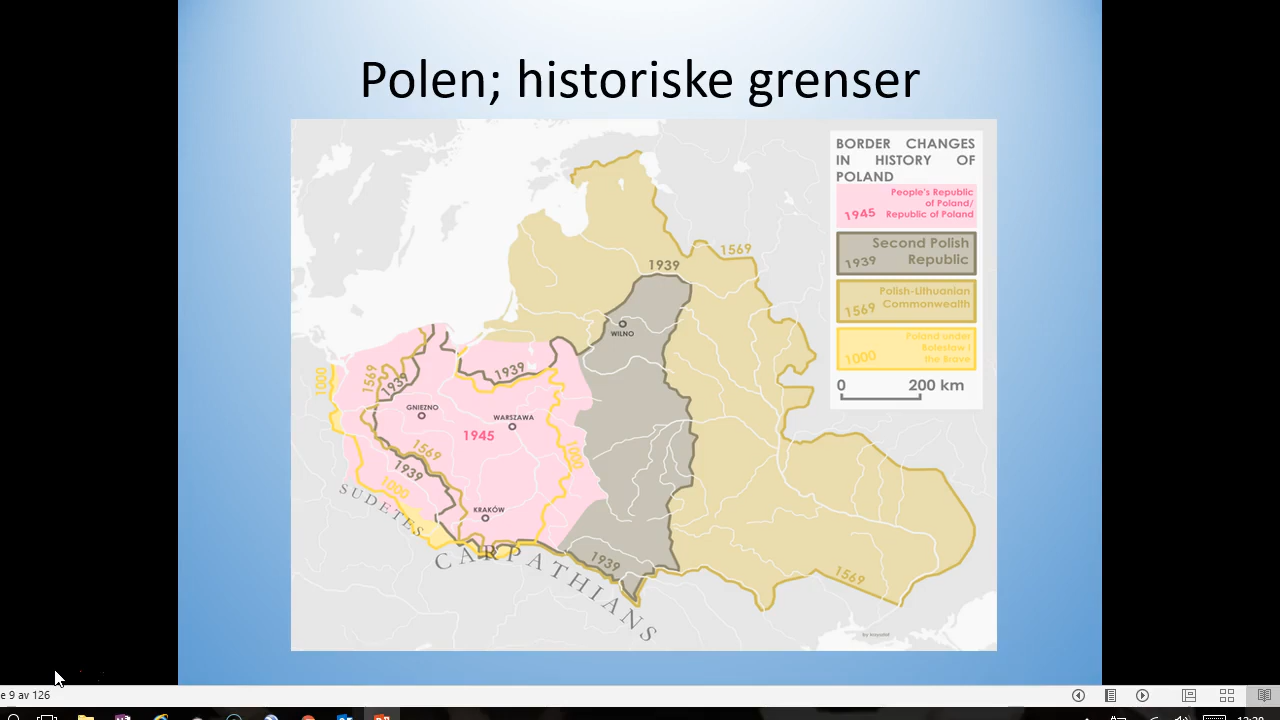 Polen; historiske grenser
BORDER CHANGES
IN HISTORY OF
POLAND
People's Republic
of Poland/
1945 Republic of Poland
Second Polish
1939 Republic
Polish-Lithuanian
1569 Commonwealth
Poland under
Boleslaw I
1000 the Brave
0 200 km
1569
1939
WILNO
1000
1569
1939
1939
GNIEZNO
WARSZAWA
1945
1569
1000
1939
1000
SUDETES
KRAKÓW
CARPATHIANS
1939
1569
e 9 av 126